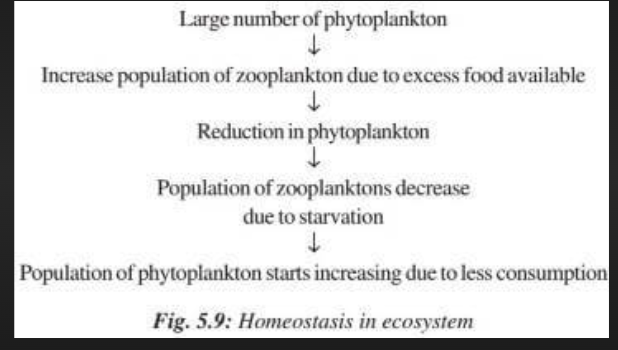 Large number of phytoplankton
↓
Increase population of zooplankton due to excess food available
↓
Reduction in phytoplankton
↓
Population of zooplanktons decrease
due to starvation
↓
Population of phytoplankton starts increasing due to less consumption
Fig. 5.9: Homeostasis in ecosystem